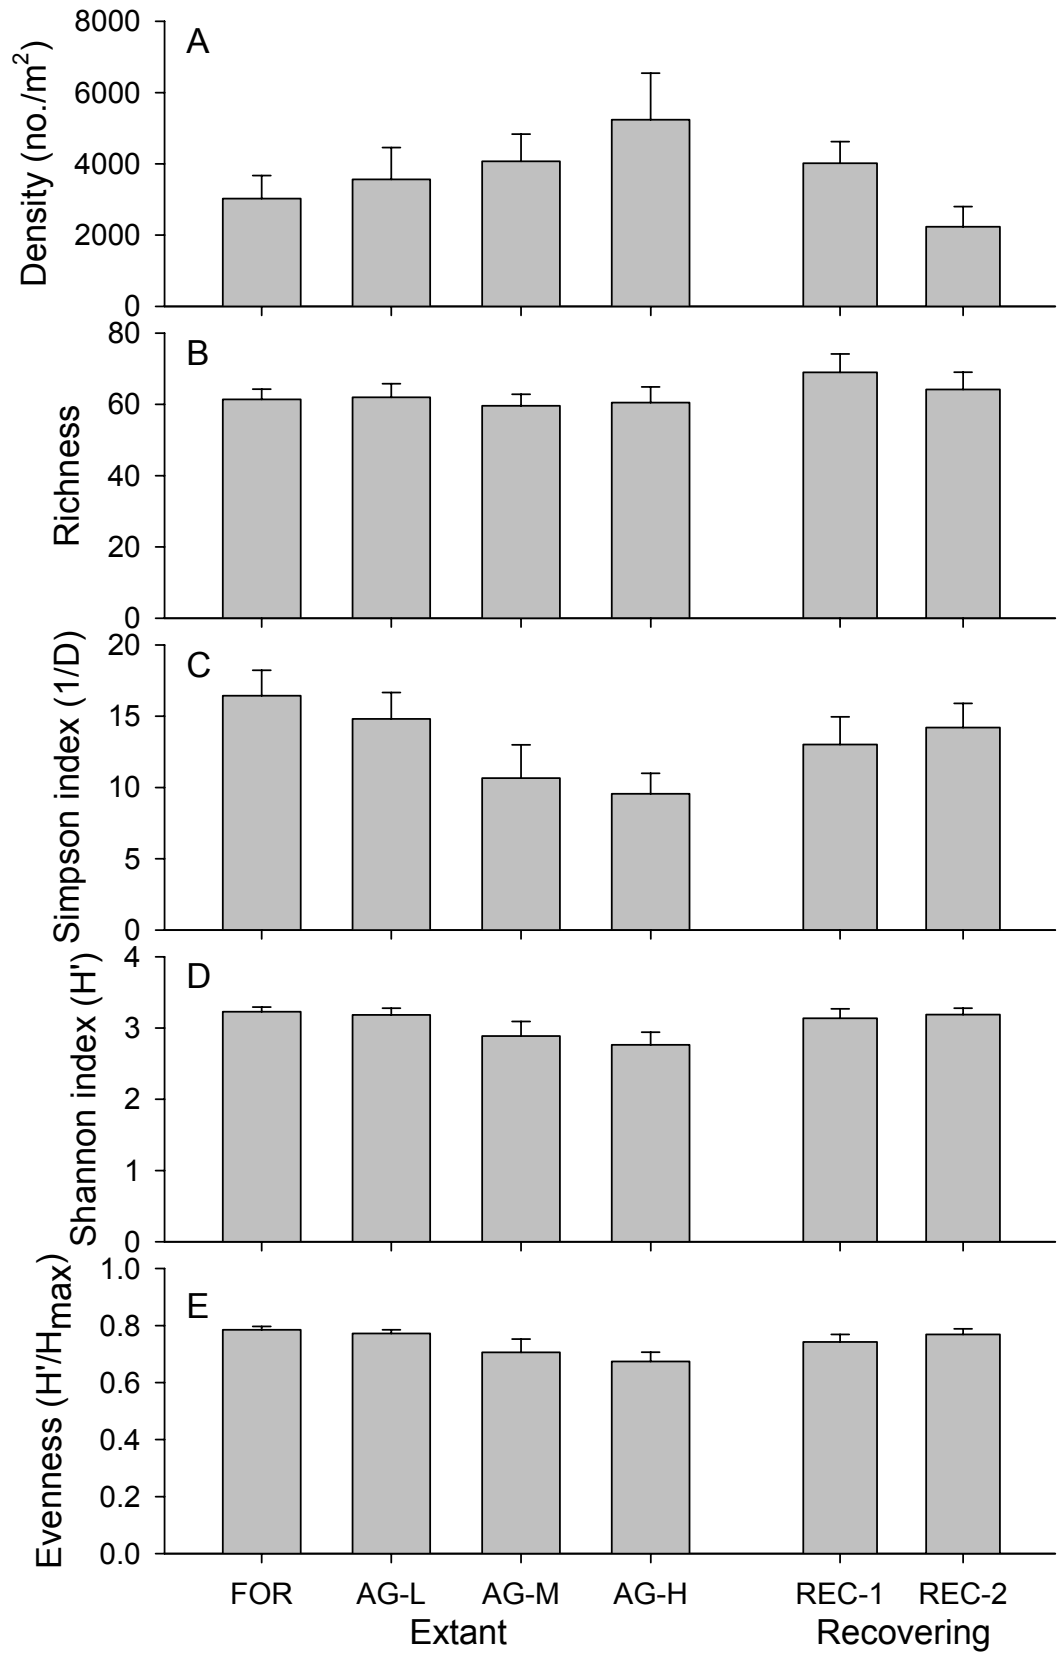 A
Density (no./m2)
8000
6000
4000
2000
0
B
Richness
80
60
40
20
0
C
Simpson index (1/D)
20
15
10
5
0
D
Shannon index (H')
4
3
2
1
0
E
Evenness (H'/Hmax)
1.0
0.8
0.6
0.4
0.2
0.0
FOR AG-L AG-M AG-H REC-1 REC-2
Extant Recovering